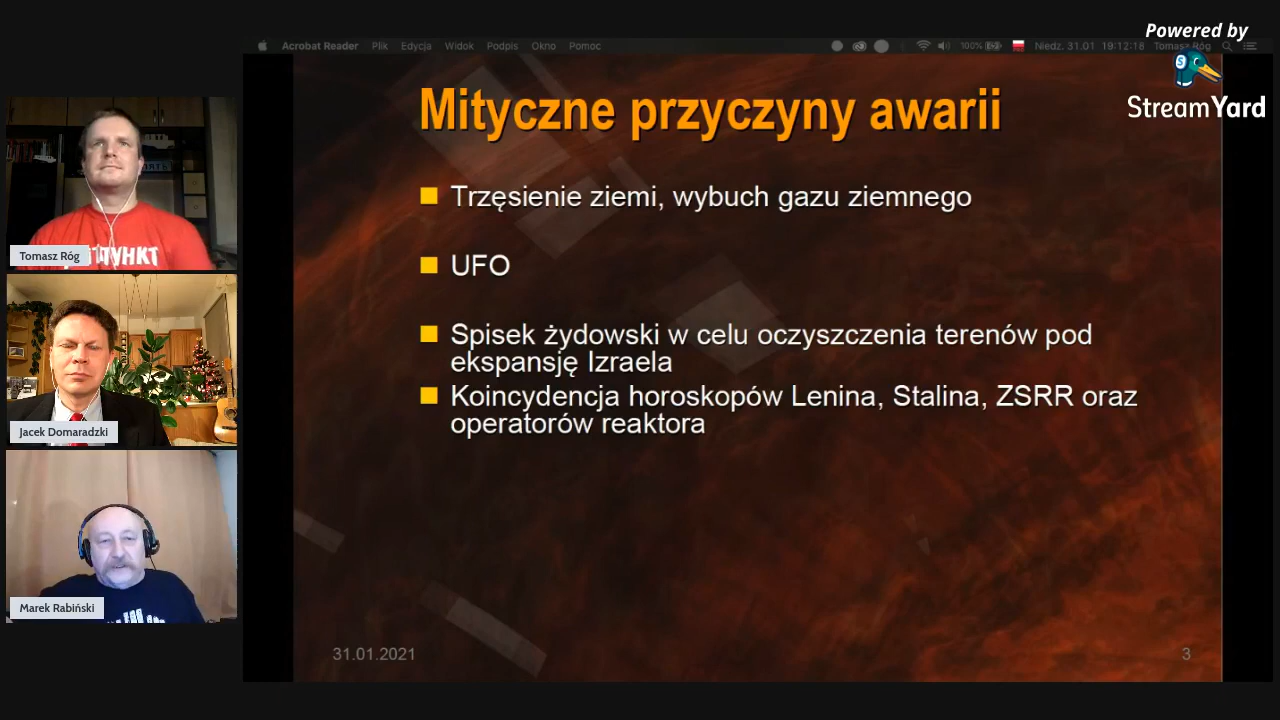 Powered by
StreamYard
Acrobat Reader Plik Edycja Widok Podpis Okno Pomoc
100% Niedz. 31.01 19:12:18 Tomasz Róg
Mityczne przyczyny awarii
Trzęsienie ziemi, wybuch gazu ziemnego
UFO
Spisek żydowski w celu oczyszczenia terenów pod
ekspansję Izraela
Koincydencja horoskopów Lenina, Stalina, ZSRR oraz
operatorów reaktora
31.01.2021
3
Tomasz Róg
Jacek Domaradzki
Marek Rabiński